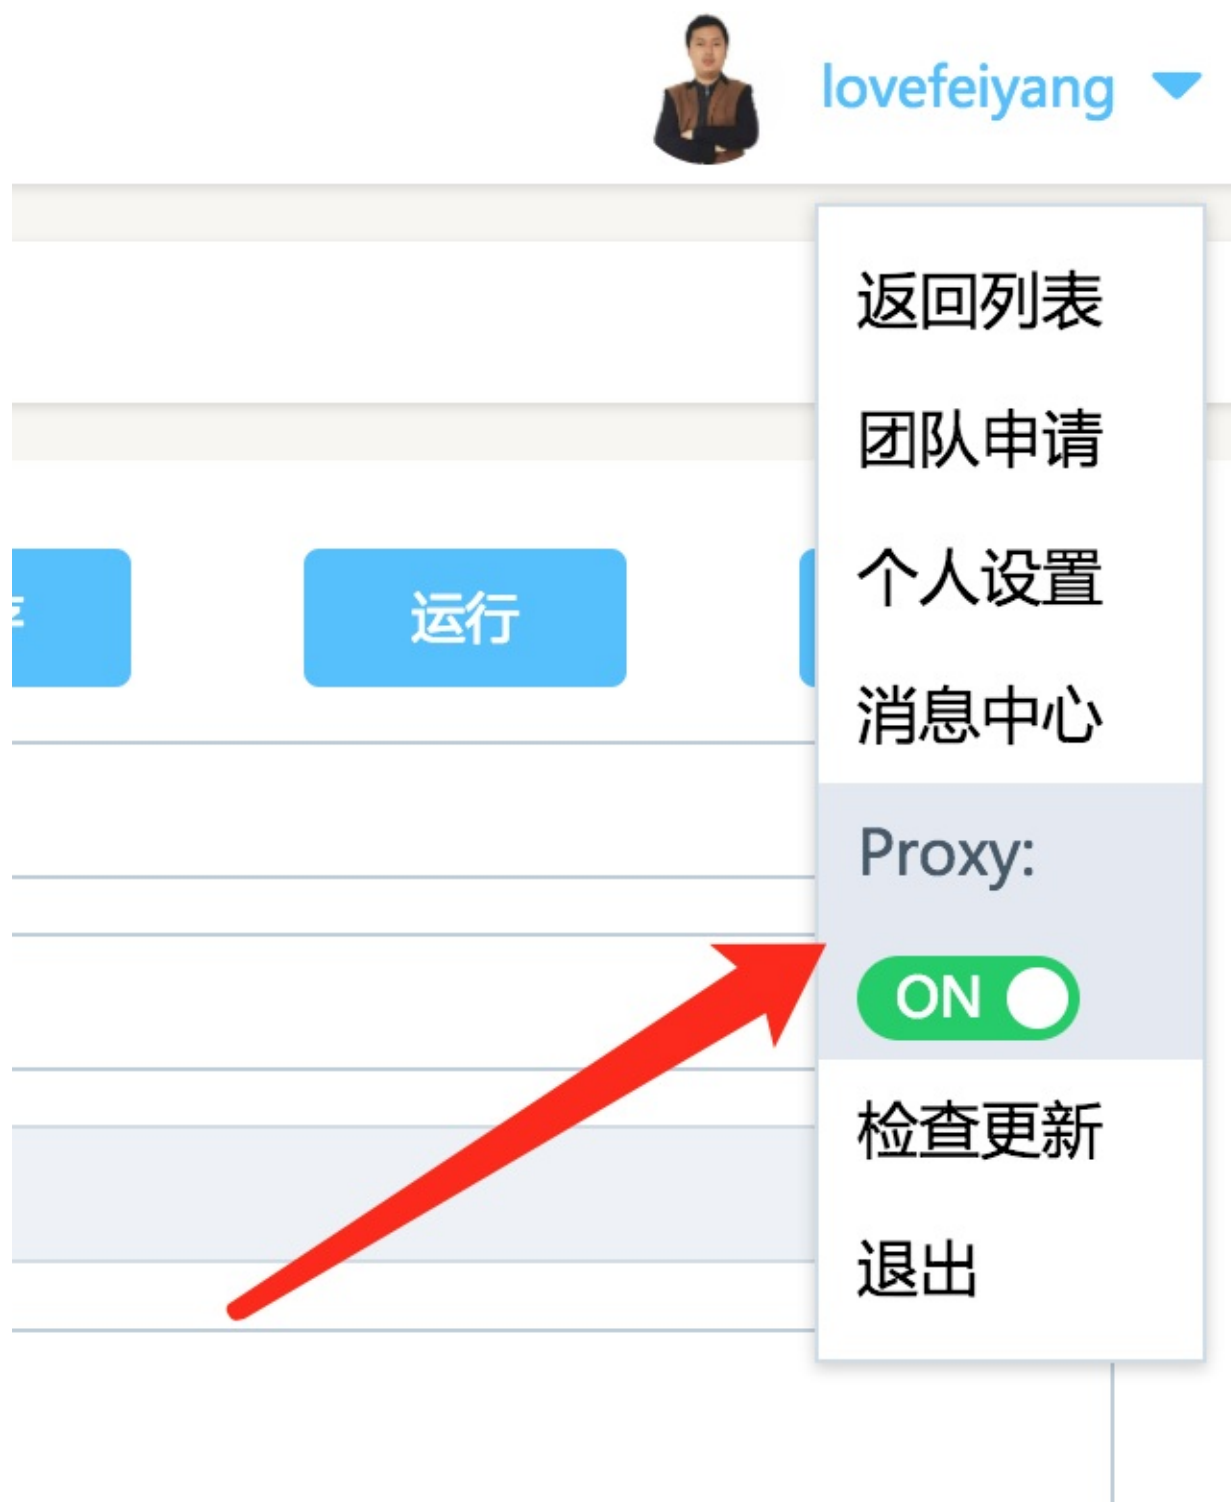 lovefeiyang
返回列表
团队申请
个人设置
运行
消息中心
Proxy:
ON
检查更新
退出